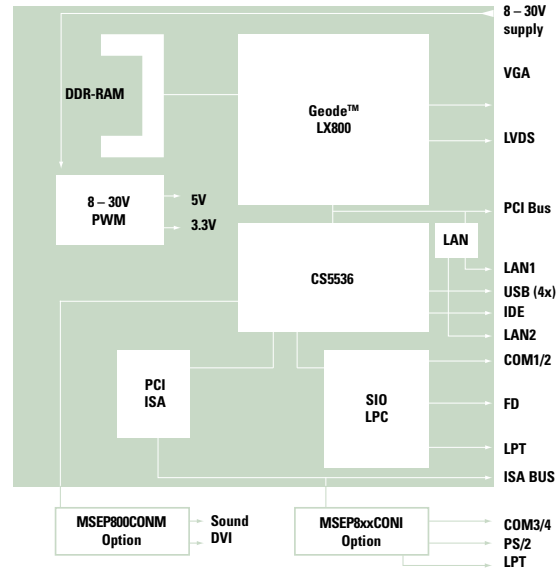 8 – 30V
supply
VGA
DDR-RAM
Geode™
LX800
LVDS
8 – 30V
PWM
5V
3.3V
PCI Bus
LAN
CS5536
LAN1
USB (4x)
IDE
LAN2
COM1/2
PCI
ISA
SIO
LPC
FD
LPT
ISA BUS
MSEP800CONM
Option
Sound
DVI
MSEP8xxCONI
Option
COM3/4
PS/2
LPT